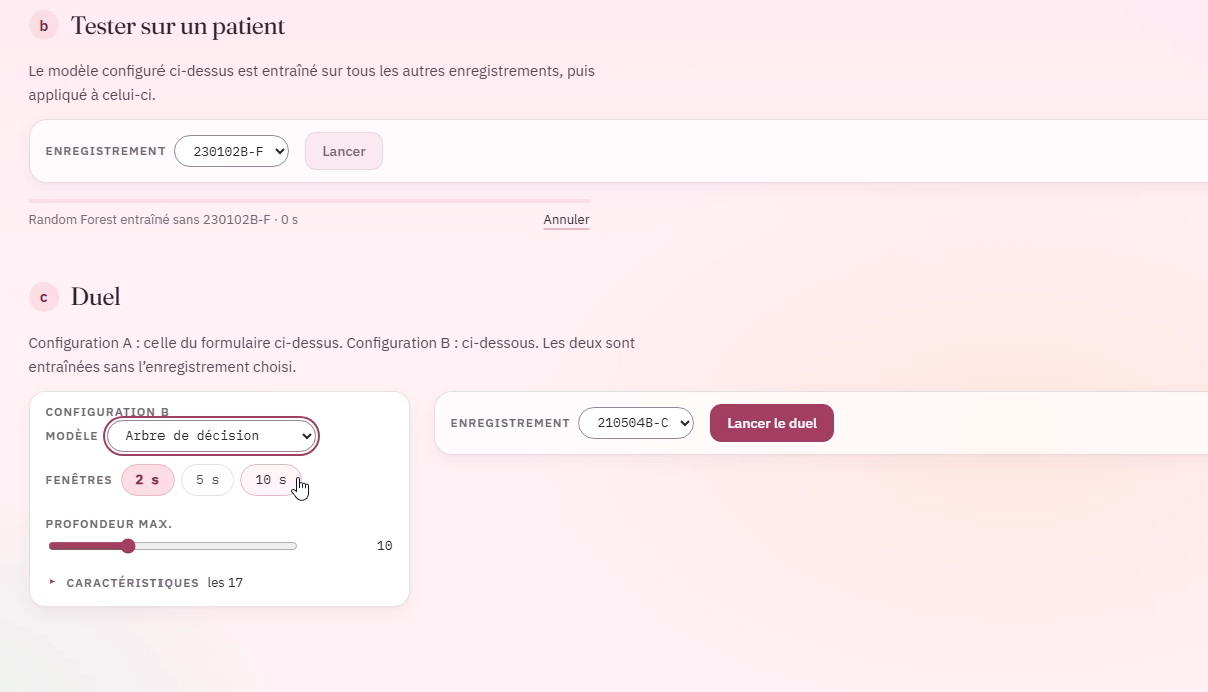 b Tester sur un patient
Le modèle configuré ci-dessus est entraîné sur tous les autres enregistrements, puis
appliqué à celui-ci.
ENREGISTREMENT 230102B-F Lancer
Random Forest entraîné sans 230102B-F · 0 s Annuler
c Duel
Configuration A : celle du formulaire ci-dessus. Configuration B : ci-dessous. Les deux sont
entraînées sans l’enregistrement choisi.
CONFIGURATION B
MODÈLE Arbre de décision
FENÊTRES 2 s 5 s 10 s
PROFONDEUR MAX.
10
CARACTÉRISTIQUES les 17
ENREGISTREMENT 210504B-C Lancer le duel